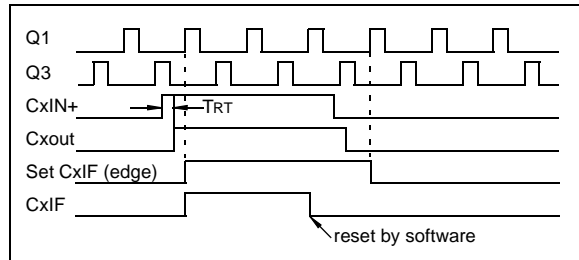 Q1
Q3
CxIN+
TRT
Cxout
Set CxIF (edge)
CxIF
reset by software